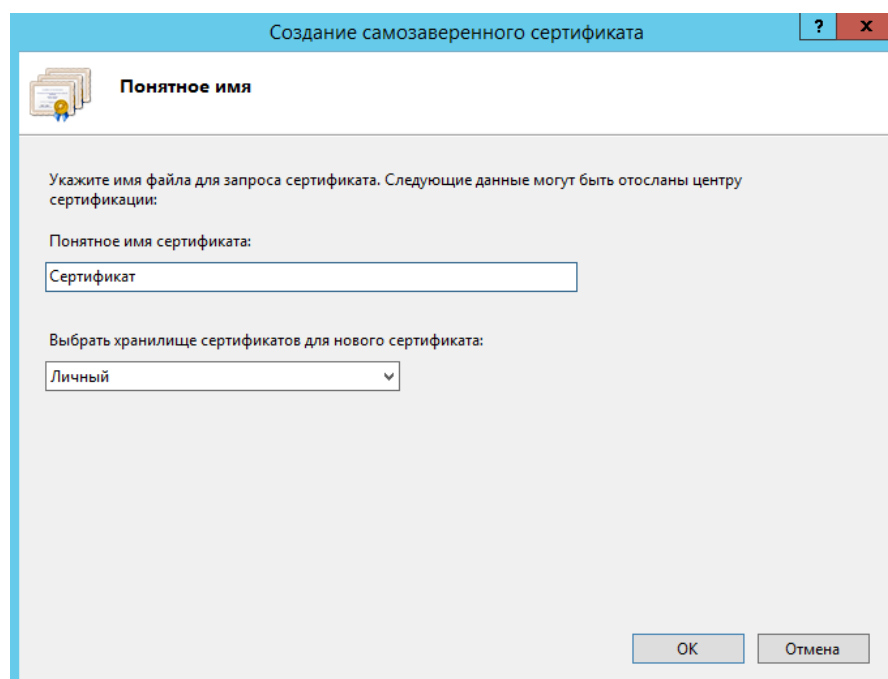 Создание самозаверенного сертификата
?
x
Понятное имя
Укажите имя файла для запроса сертификата. Следующие данные могут быть отосланы центру
сертификации:
Понятное имя сертификата:
Сертификат
Выбрать хранилище сертификатов для нового сертификата:
Личный
ОК
Отмена